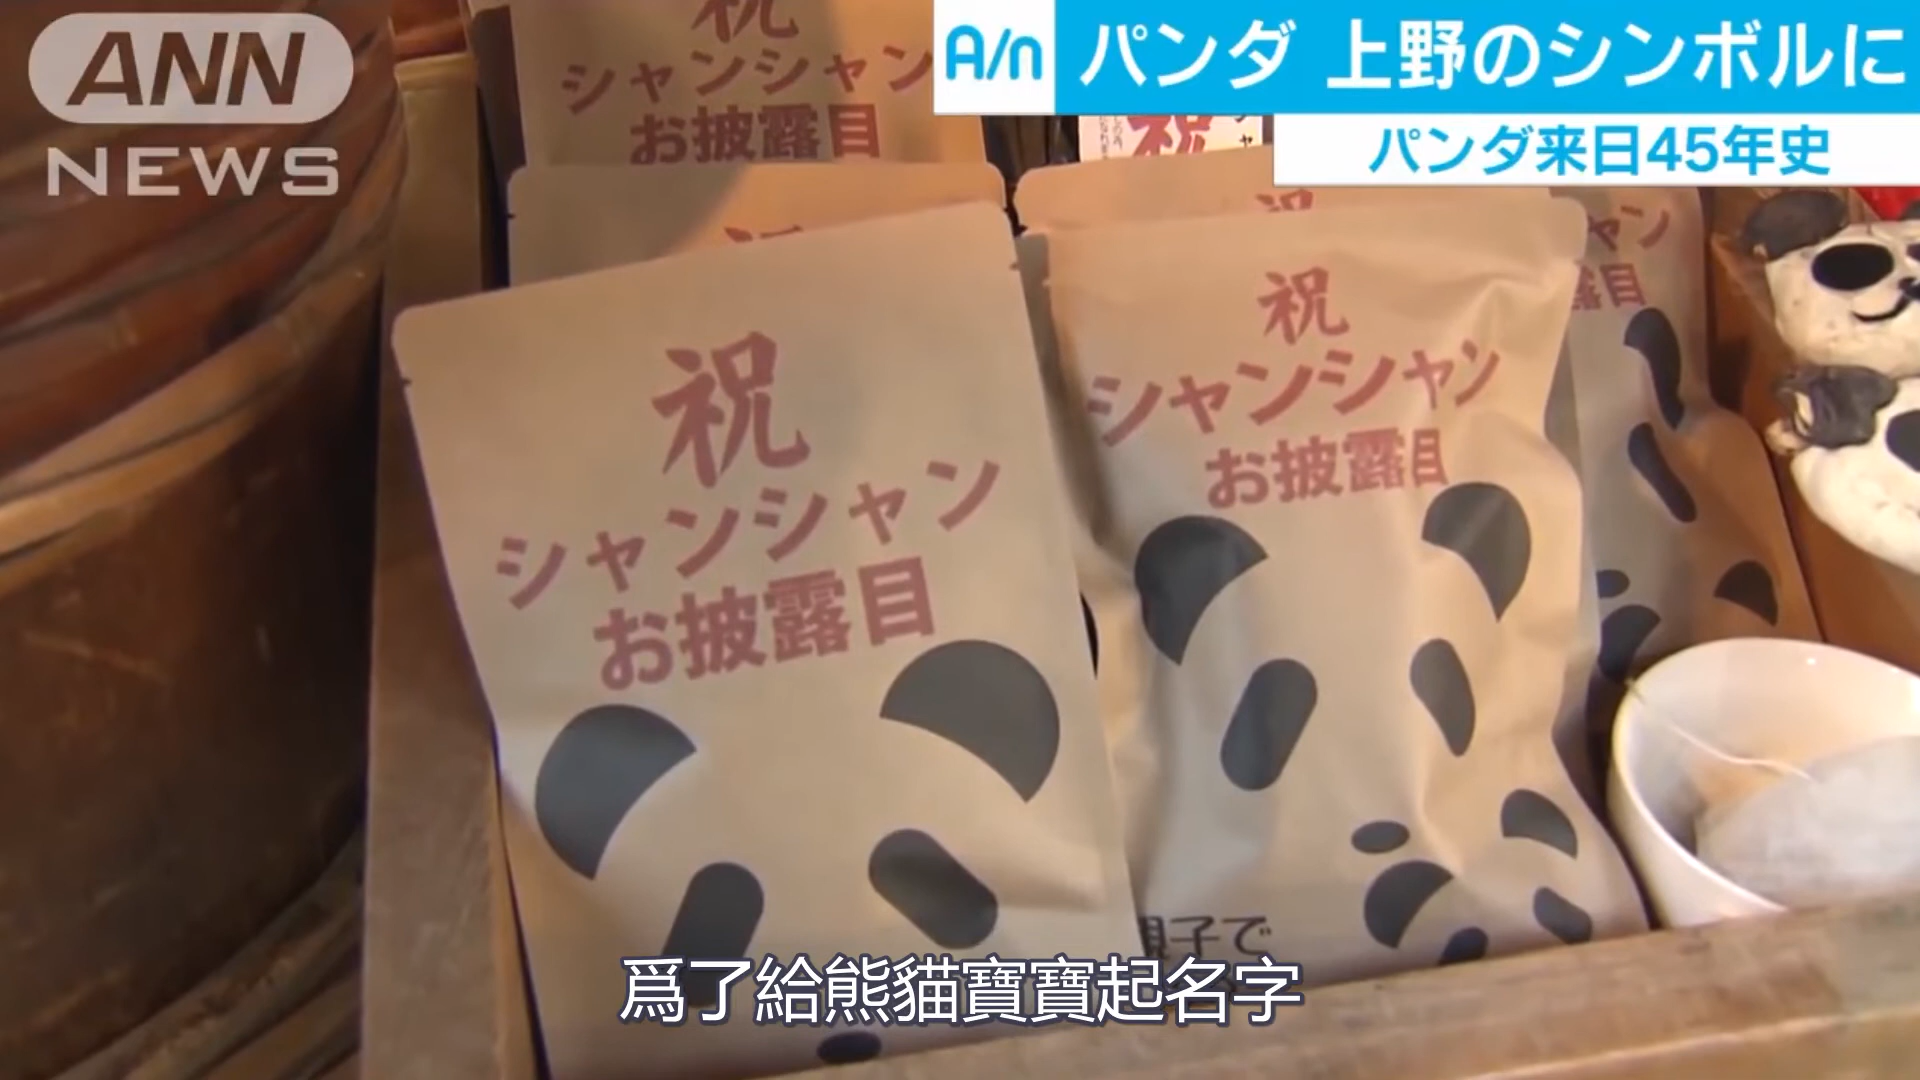 ANN
NEWS
A/n
パンダ 上野のシンボルに
パンダ来日45年史
祝
シャンシャン
お披露目
祝
祝
シャンシャン
お披露目
祝
シャンシャン
お披露目
ャン
露目
子で
爲了給熊貓寶寶起名字